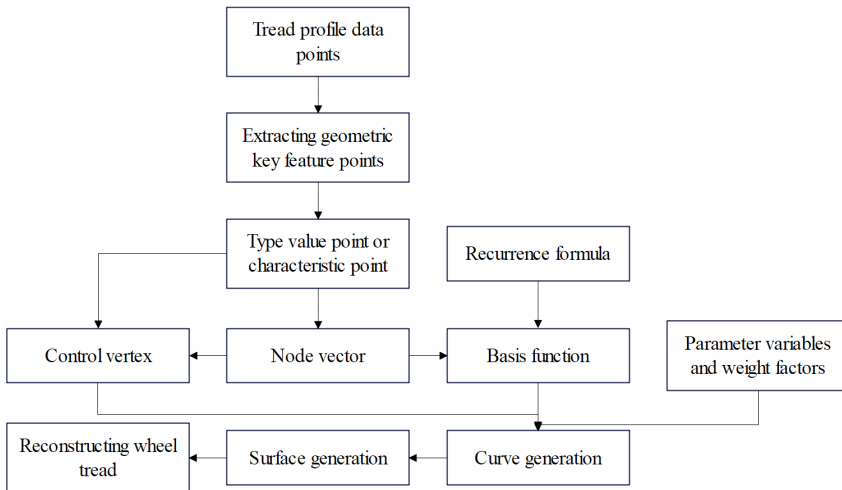 Tread profile data
points
Extracting geometric
key feature points
Type value point or
characteristic point
Recurrence formula
Control vertex
Node vector
Basis function
Parameter variables
and weight factors
Reconstructing wheel
tread
Surface generation
Curve generation